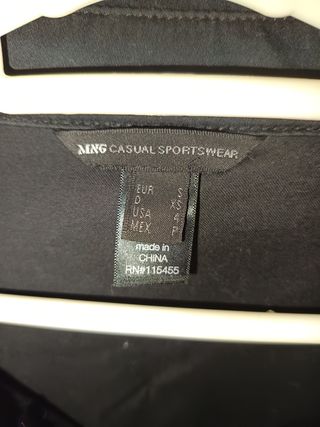 MNG CASUAL SPORTSWEAR
EUR S
D XS
USA 4
MEX P
made in
CHINA
RN#115455